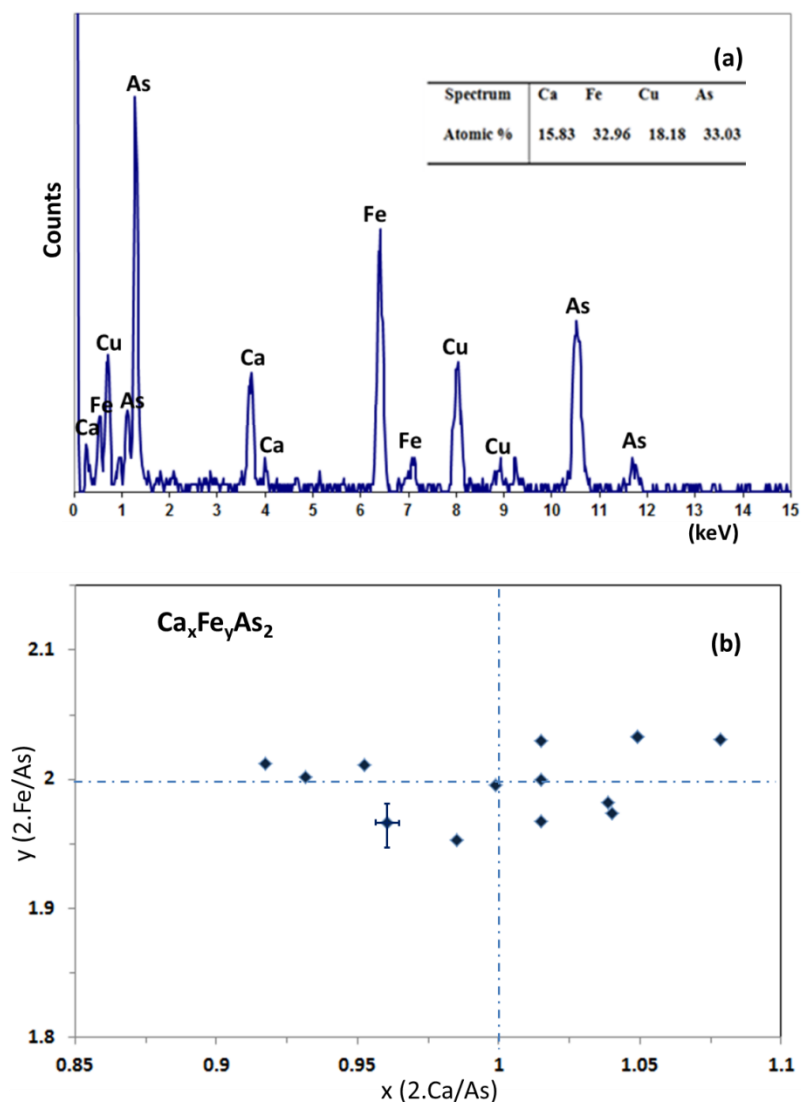 (a)
As
Spectrum Ca Fe Cu As
Atomic % 15.83 32.96 18.18 33.03
Counts
Fe
As
Cu
Ca
Cu
Fe
As
Ca
Ca
Fe
Cu
As
0 1 2 3 4 5 6 7 8 9 10 11 12 13 14 15
(keV)
CaxFeyAs2
(b)
2.1
2
1.9
1.8
y (2.Fe/As)
0.85 0.9 0.95 1 1.05 1.1
x (2.Ca/As)